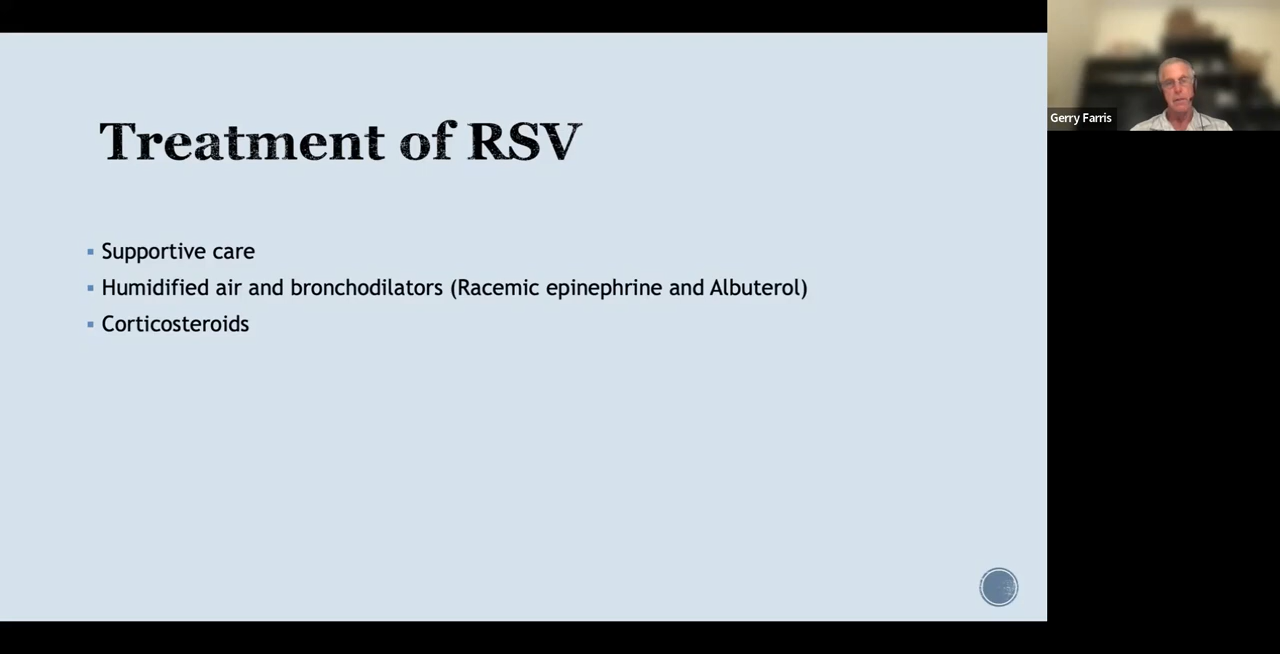 Treatment of RSV
Supportive care
Humidified air and bronchodilators (Racemic epinephrine and Albuterol)
Corticosteroids
Gerry Farris